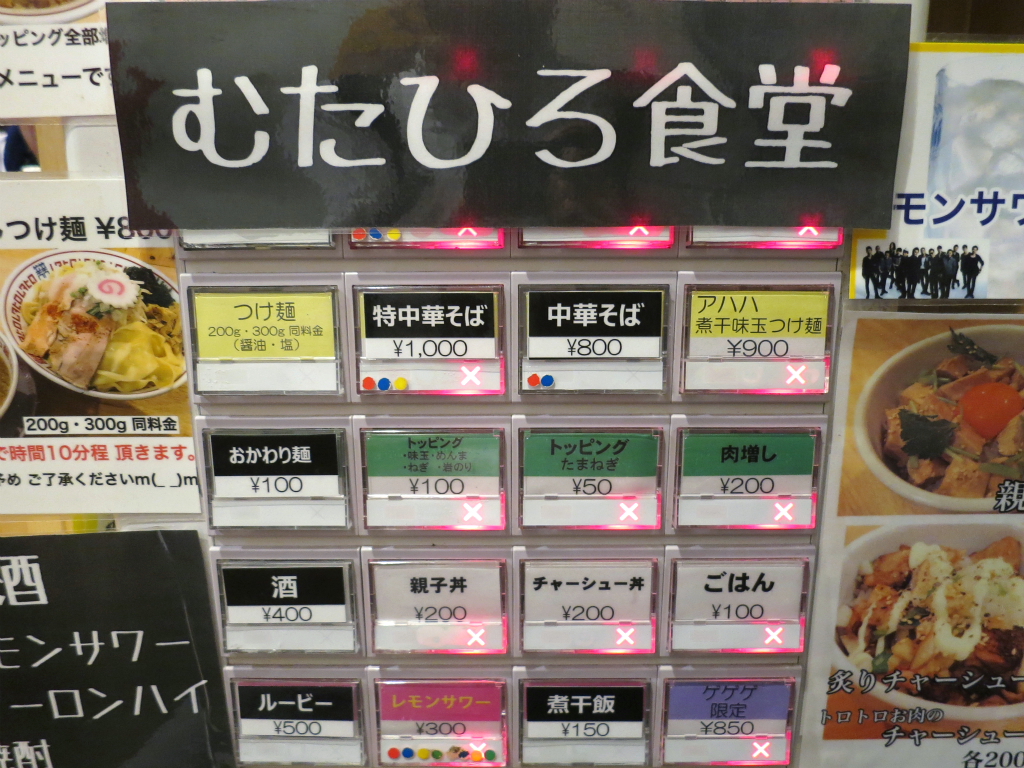 ッピング全部
メニューで
むたひろ食堂
つけ麺 ¥8
200g・300g 同料金
で時間10分程 頂きます。
予め ご了承くださいm(_ _)m
酒
モンサワー
ーロンハイ
焼酎
つけ麺
200g・300g 同料金
(醤油・塩)
特中華そば
¥1,000
中華そば
¥800
アハハ
煮干味玉つけ麺
¥900
おかわり麺
¥100
トッピング
・味玉・めんま
・ねぎ ・岩のり
¥100
トッピング
たまねぎ
¥50
肉増し
¥200
酒
¥400
親子丼
¥200
チャーシュー丼
¥200
ごはん
¥100
ルービー
¥500
レモンサワー
¥300
煮干飯
¥150
ゲゲゲ
限定
¥850
モンサワ
親
炙りチャーシュー
トロトロお肉の
チャーシュー
各200